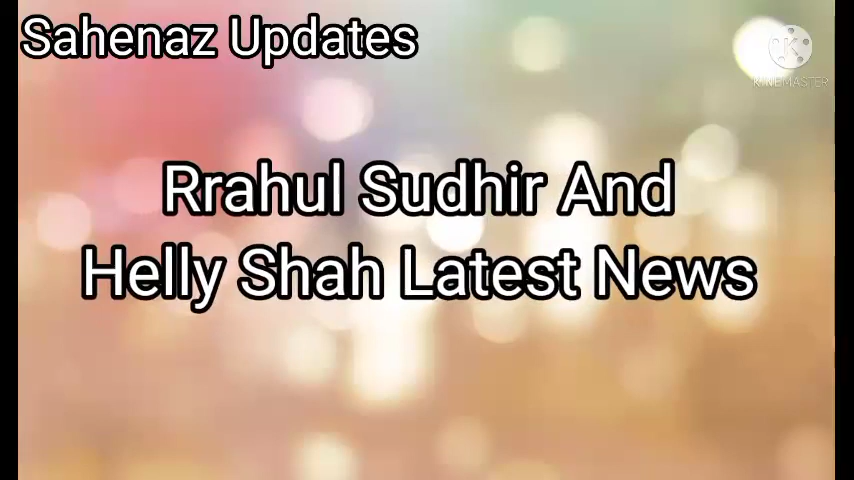 Sahenaz Updates
KINEMASTER
Rrahul Sudhir And
Helly Shah Latest News